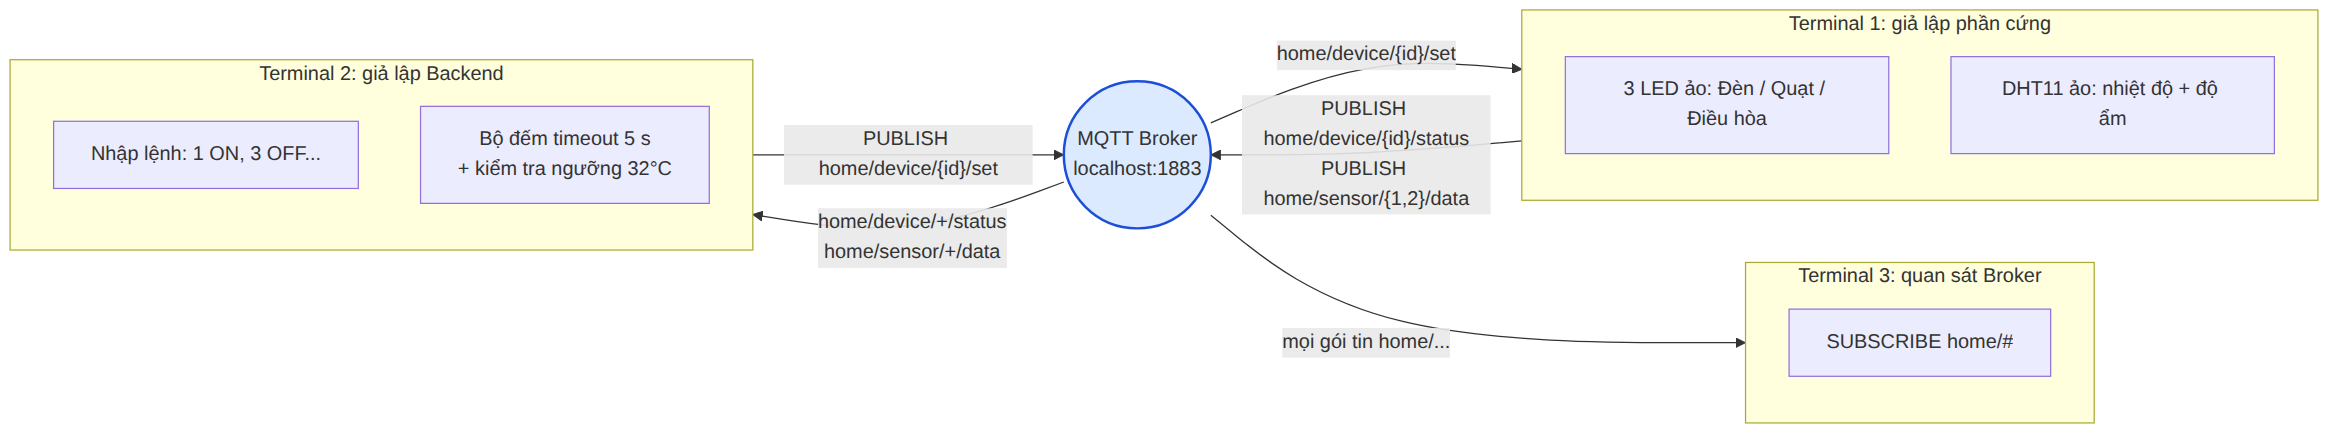 Terminal 2: giả lập Backend
Nhập lệnh: 1 ON, 3 OFF...
Bộ đếm timeout 5 s
+ kiểm tra ngưỡng 32°C
PUBLISH
home/device/{id}/set
home/device/+/status
home/sensor/+/data
MQTT Broker
localhost:1883
home/device/{id}/set
PUBLISH
home/device/{id}/status
PUBLISH
home/sensor/{1,2}/data
mọi gói tin home/...
Terminal 1: giả lập phần cứng
3 LED ảo: Đèn / Quạt /
Điều hòa
DHT11 ảo: nhiệt độ + độ
ẩm
Terminal 3: quan sát Broker
SUBSCRIBE home/#